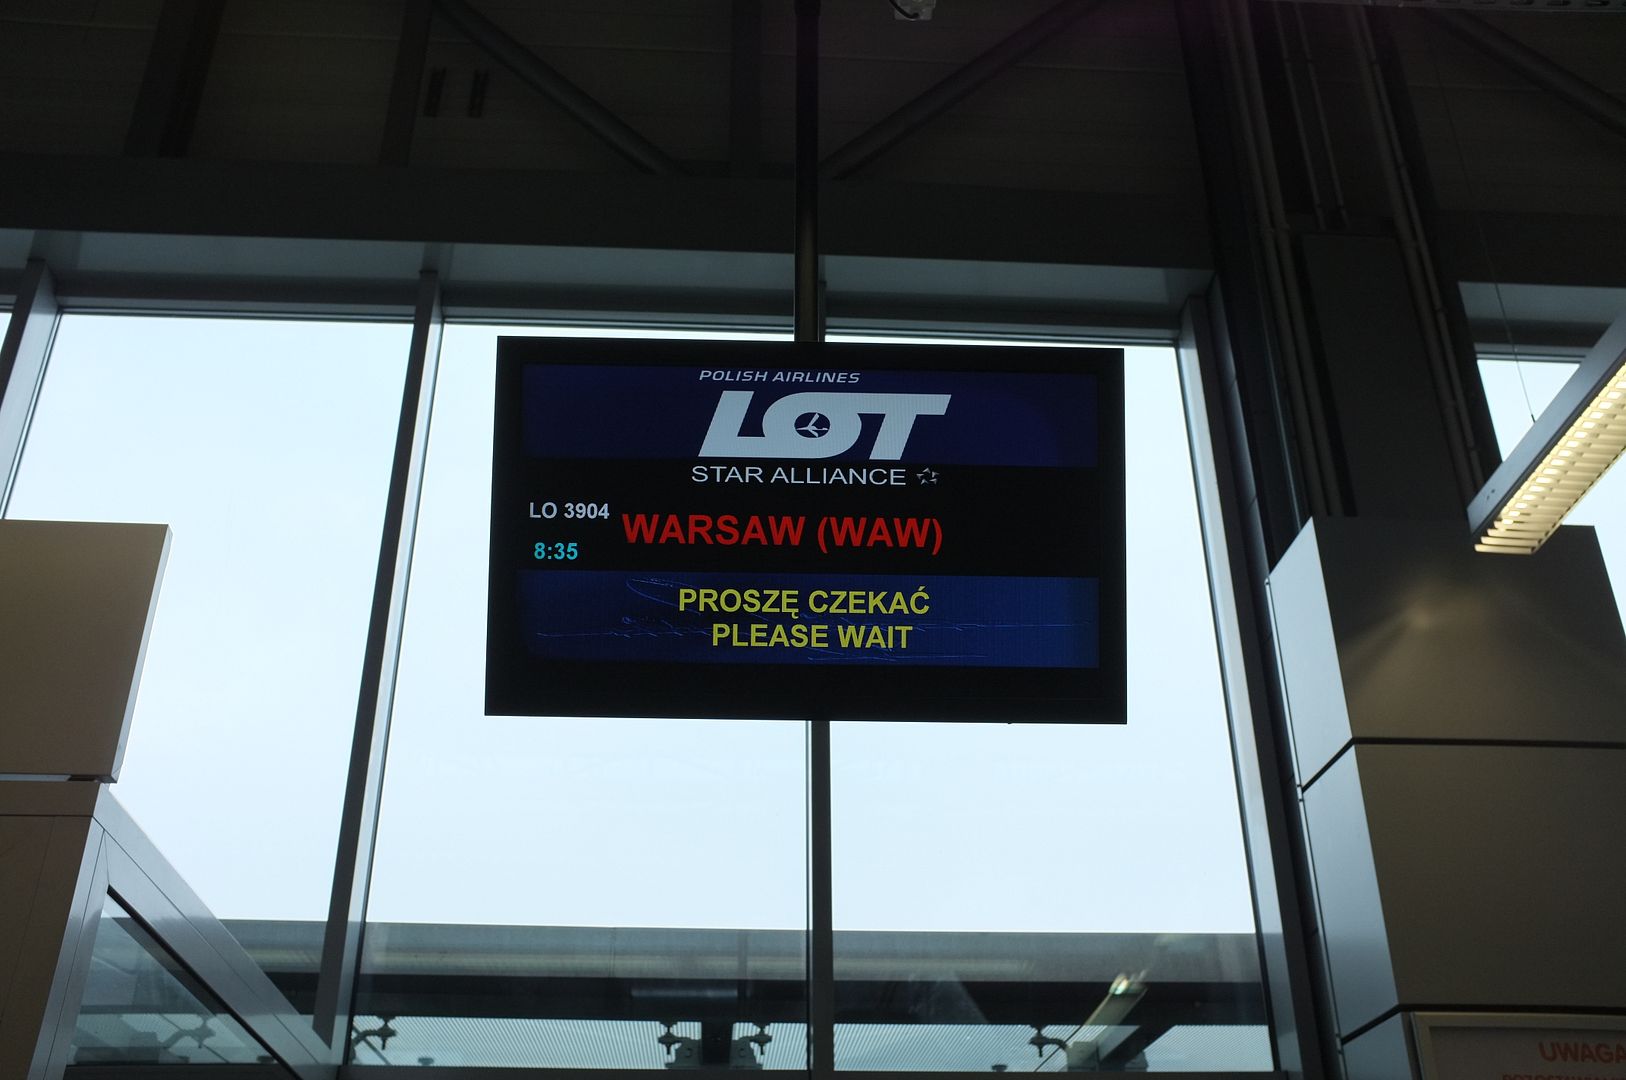 POLISH AIRLINES
LOT
STAR ALLIANCE
LO 3904
WARSAW (WAW)
8:35
PROSZĘ CZEKAĆ
PLEASE WAIT
UWAGA